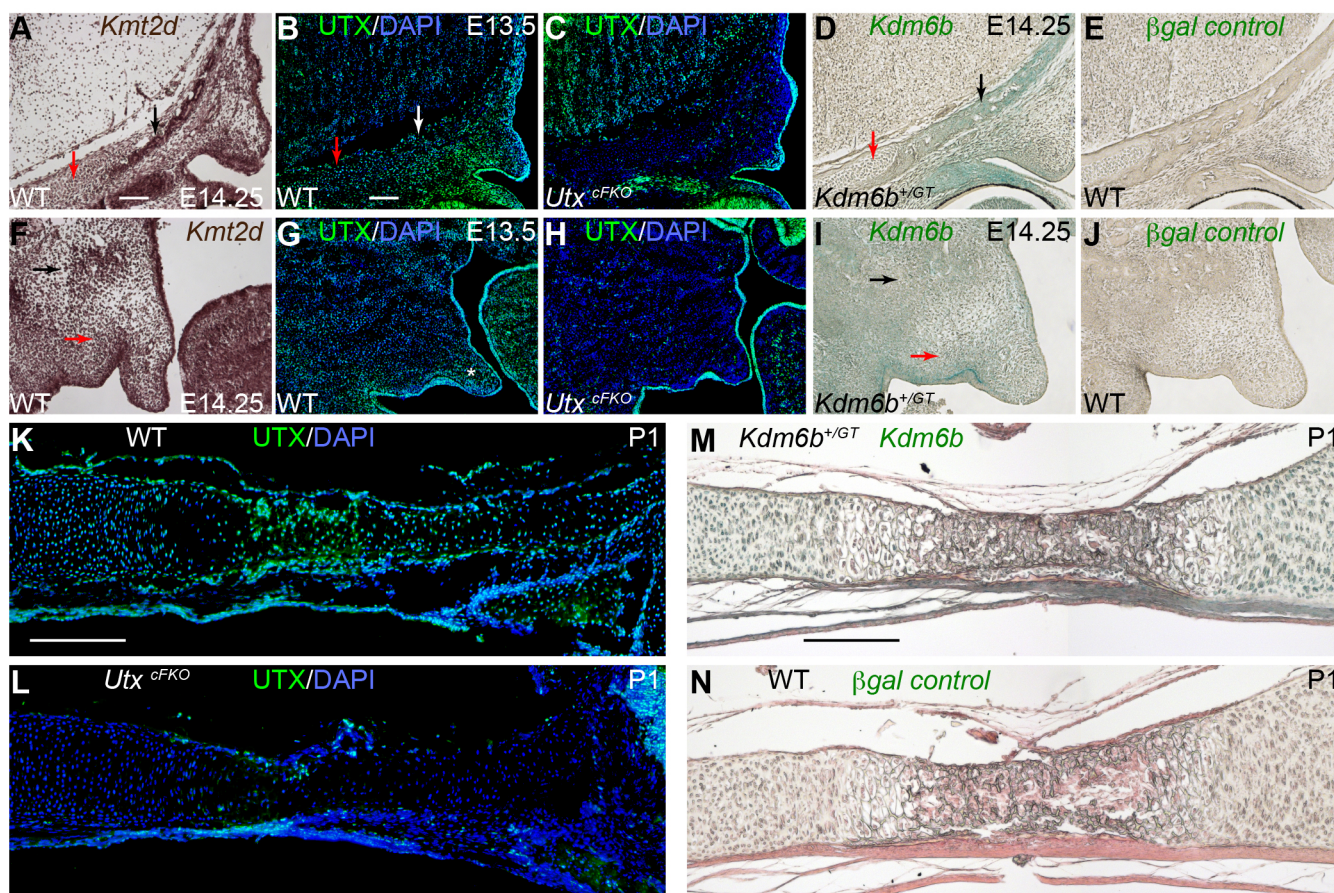 A Kmt2d
WT E14.25
B UTX/DAPI E13.5
WT
C UTX/DAPI
Utx cFKO
D Kdm6b E14.25
Kdm6b+/GT
E βgal control
WT
F Kmt2d
WT E14.25
G UTX/DAPI E13.5
*
WT
H UTX/DAPI
Utx cFKO
I Kdm6b E14.25
Kdm6b+/GT
J βgal control
WT
K WT UTX/DAPI P1
L Utx cFKO UTX/DAPI P1
M Kdm6b+/GT Kdm6b P1
N WT βgal control P1